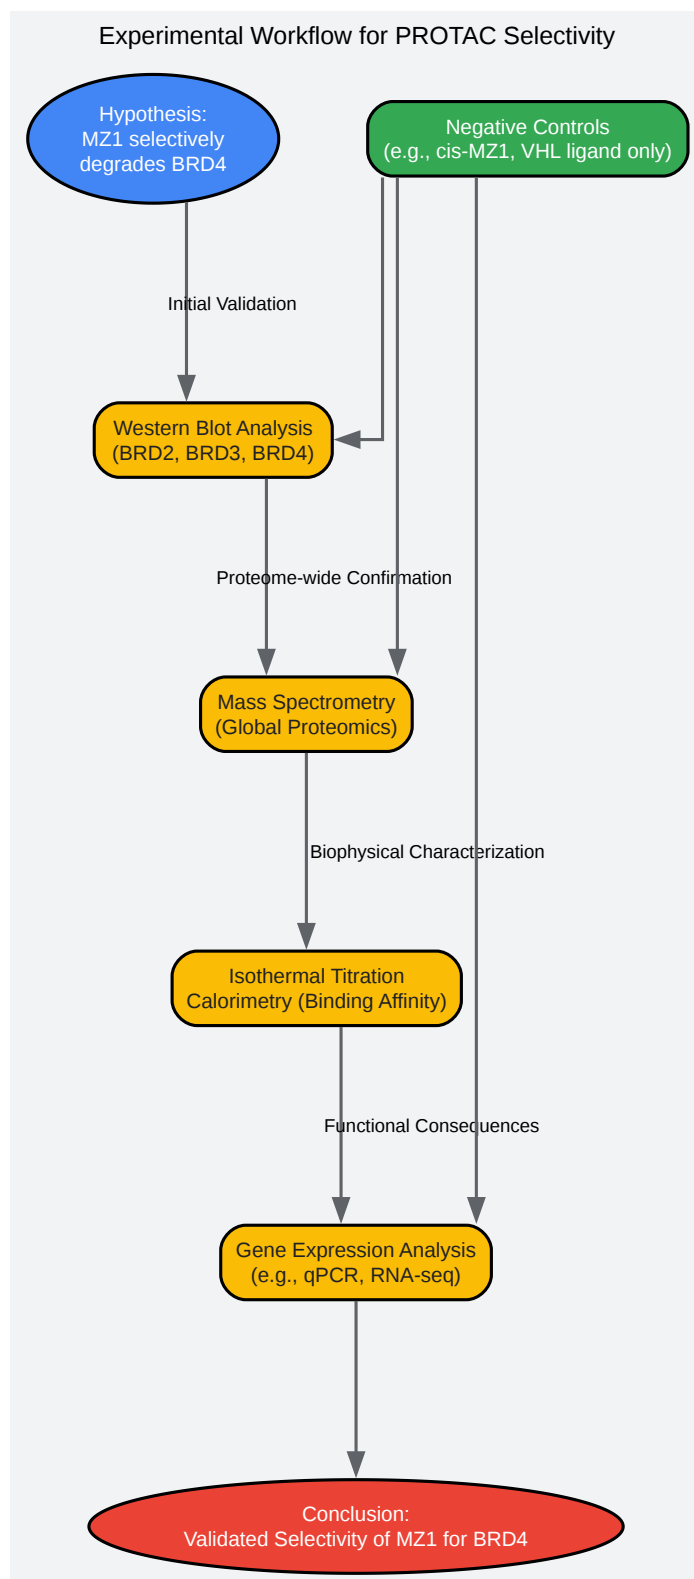 Experimental Workflow for PROTAC Selectivity
Hypothesis:
MZ1 selectively
degrades BRD4
Negative Controls
(e.g., cis-MZ1, VHL ligand only)
Initial Validation
Western Blot Analysis
(BRD2, BRD3, BRD4)
Proteome-wide Confirmation
Mass Spectrometry
(Global Proteomics)
Biophysical Characterization
Isothermal Titration
Calorimetry (Binding Affinity)
Functional Consequences
Gene Expression Analysis
(e.g., qPCR, RNA-seq)
Conclusion:
Validated Selectivity of MZ1 for BRD4